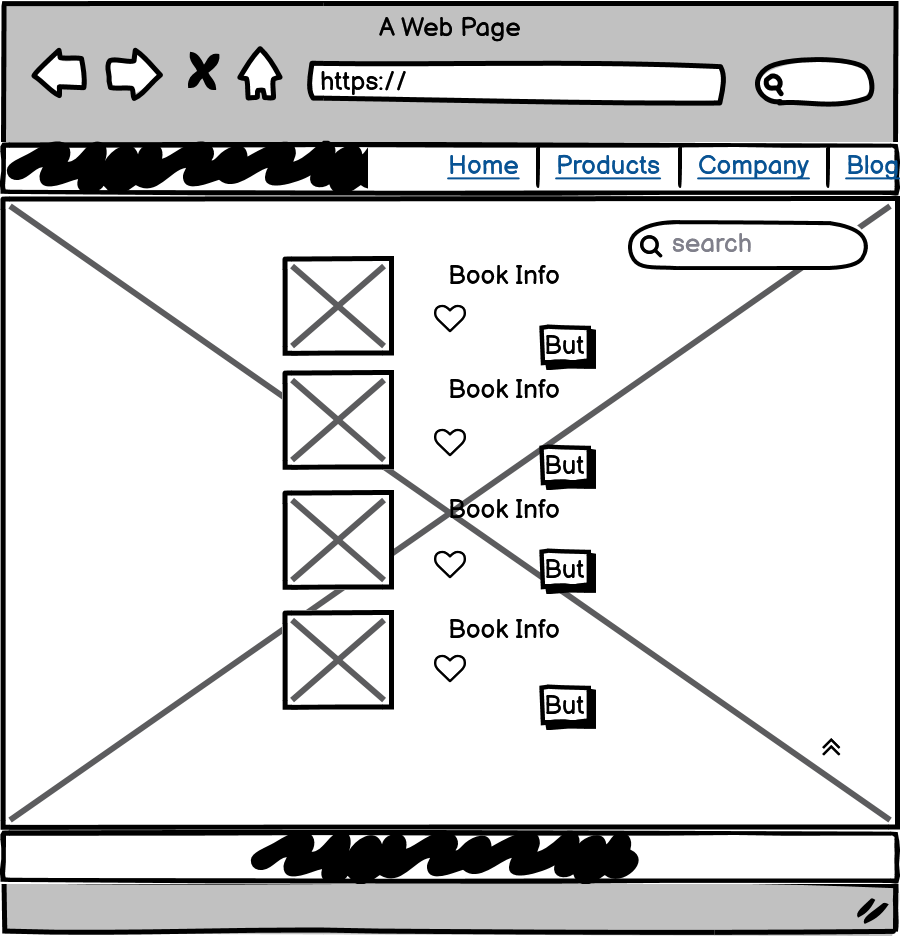 A Web Page
https://
Home Products Company Blog
search
Book Info
But
Book Info
But
Book Info
But
Book Info
But